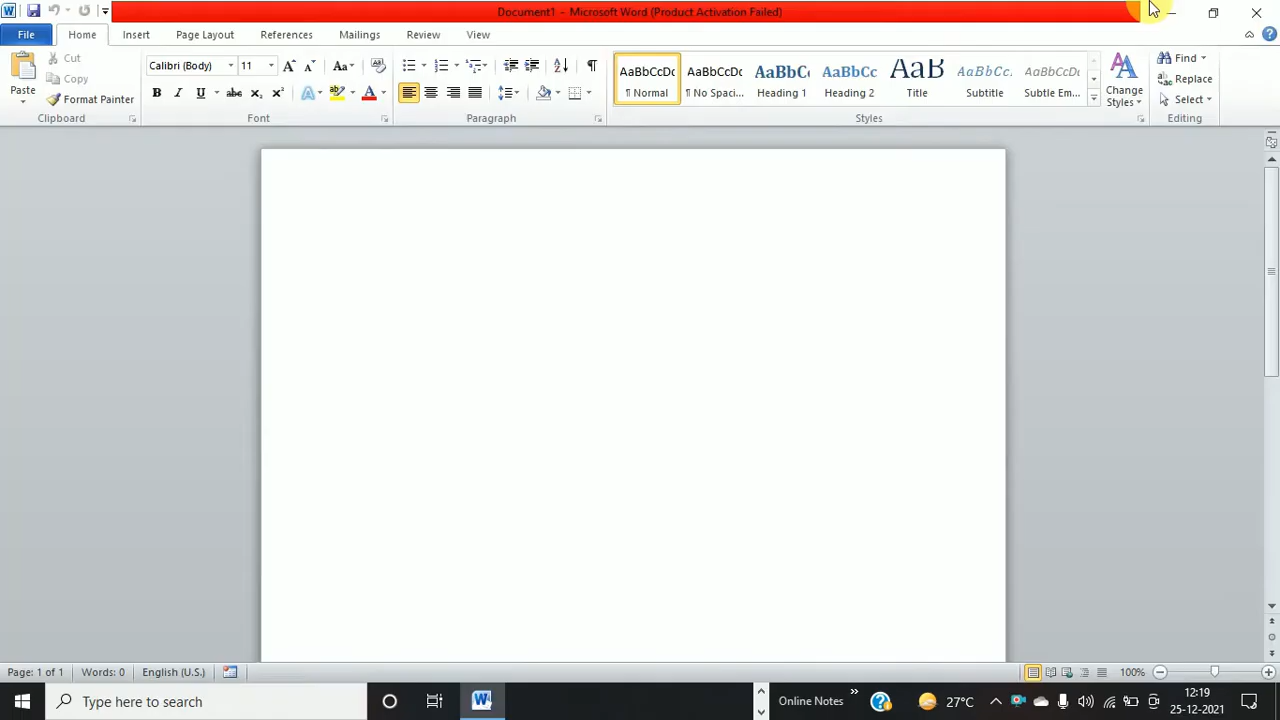 Document1 - Microsoft Word (Product Activation Failed)
File Home Insert Page Layout References Mailings Review View
Paste
Cut
Copy
Format Painter
Clipboard
Calibri (Body) 11
Font
Paragraph
AaBbCcDc AaBbCcDc AaBbCc AaBbCc AaB AaBbCc. AaBbCcDc
¶ Normal ¶ No Spaci... Heading 1 Heading 2 Title Subtitle Subtle Em...
Change Styles
Styles
Find
Replace
Select
Editing
Page: 1 of 1 Words: 0 English (U.S.) 100%
Type here to search
Online Notes
27°C
12:19
25-12-2021